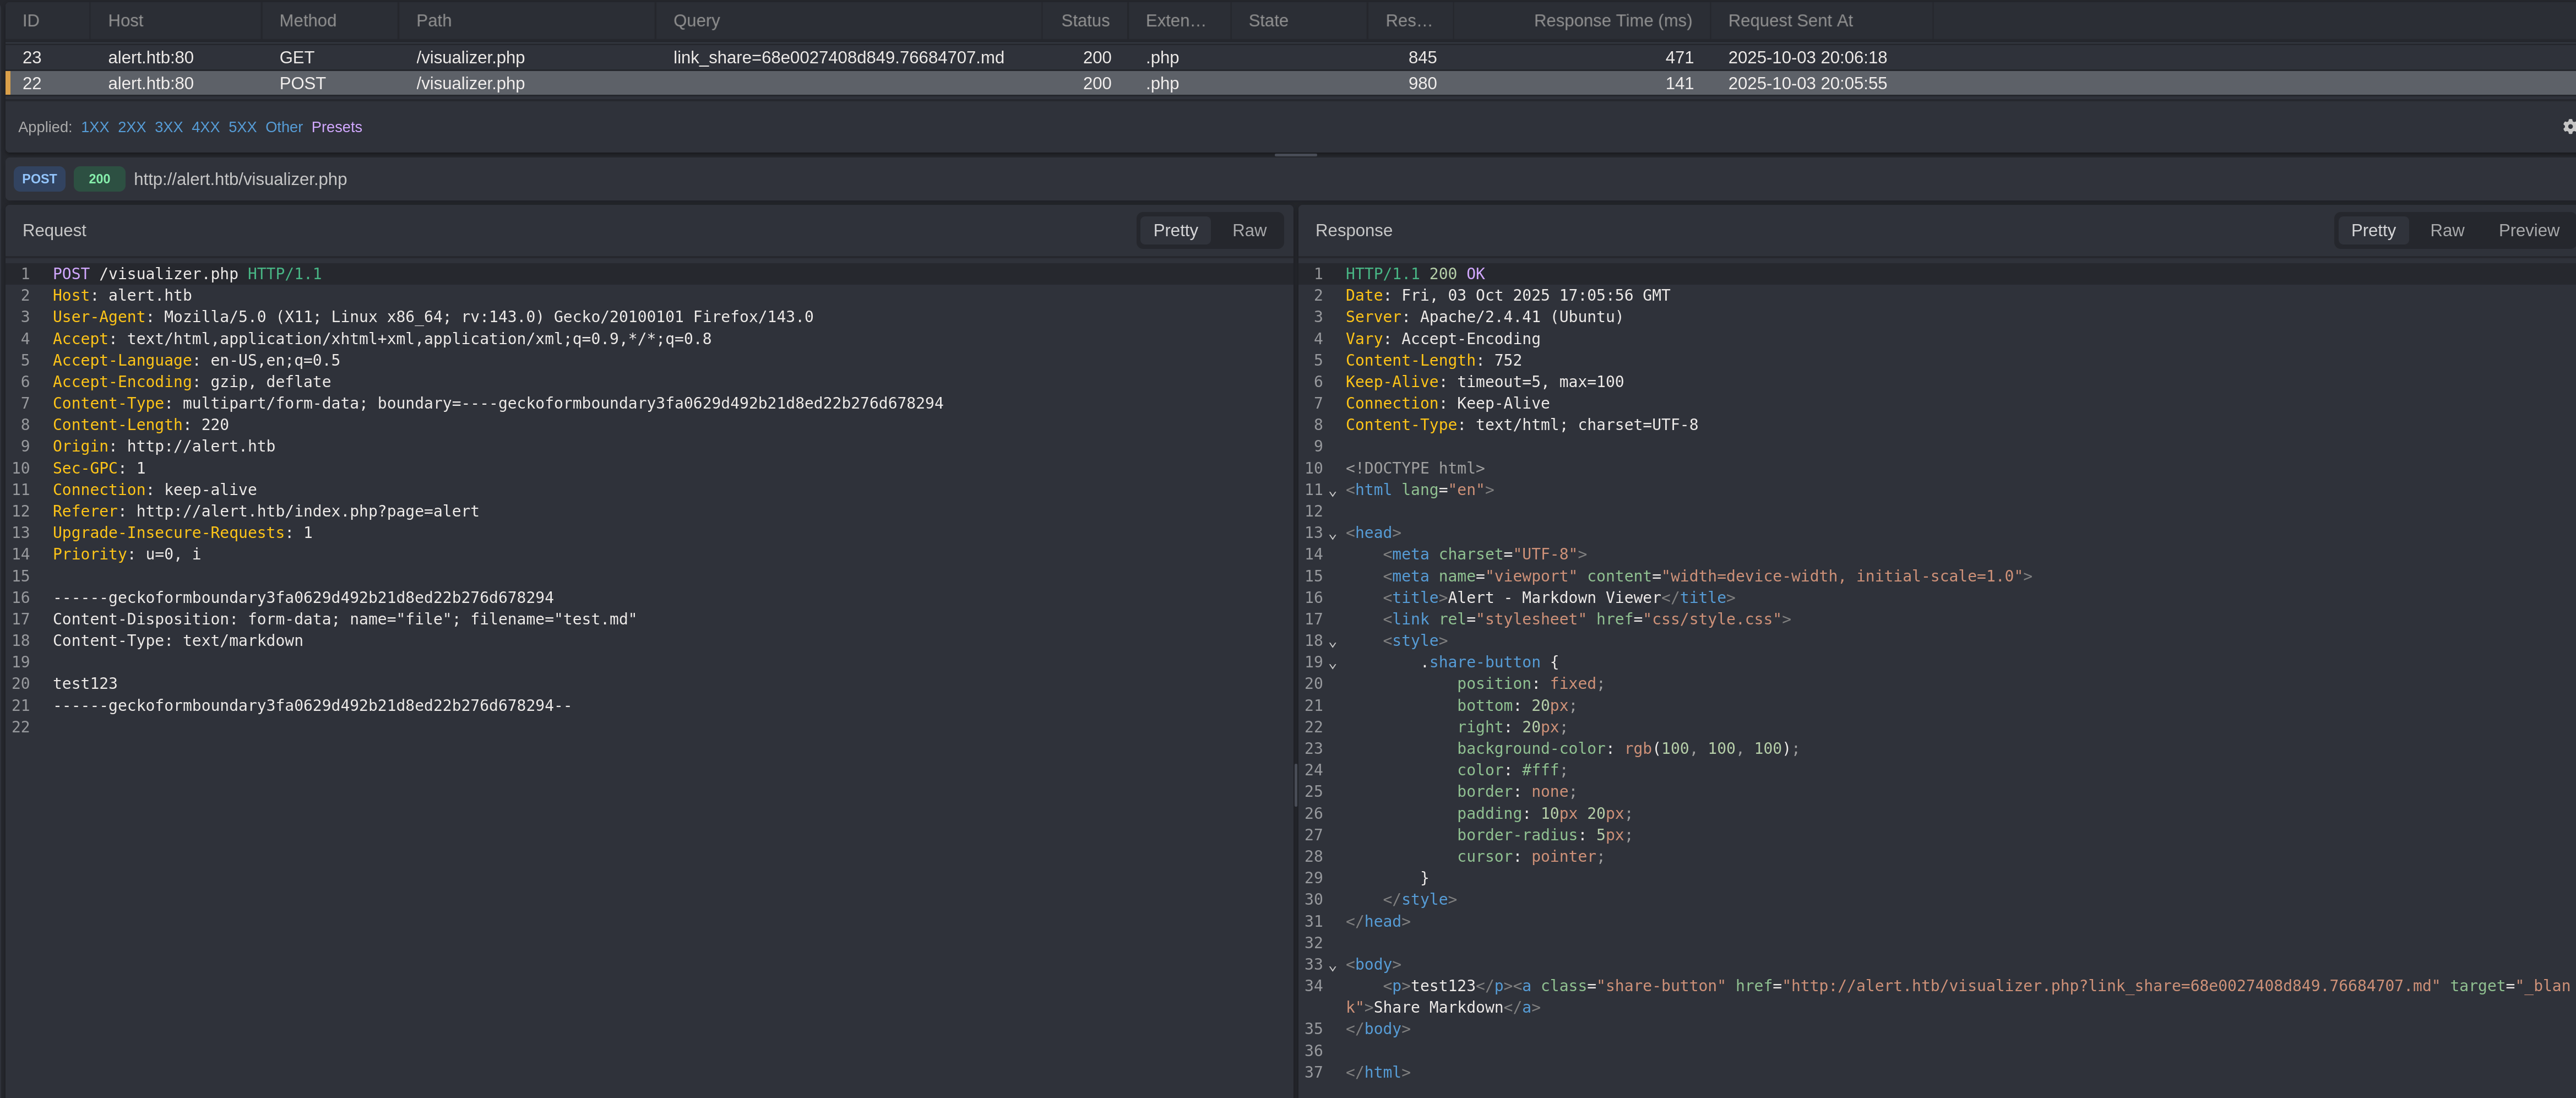 ID Host Method Path Query Status Exten… State Res… Response Time (ms) Request Sent At
23 alert.htb:80 GET /visualizer.php link_share=68e0027408d849.76684707.md 200 .php 845 471 2025-10-03 20:06:18
22 alert.htb:80 POST /visualizer.php 200 .php 980 141 2025-10-03 20:05:55
Applied: 1XX 2XX 3XX 4XX 5XX Other Presets
POST 200 http://alert.htb/visualizer.php
Request Pretty Raw
1 POST /visualizer.php HTTP/1.1
2 Host: alert.htb
3 User-Agent: Mozilla/5.0 (X11; Linux x86_64; rv:143.0) Gecko/20100101 Firefox/143.0
4 Accept: text/html,application/xhtml+xml,application/xml;q=0.9,*/*;q=0.8
5 Accept-Language: en-US,en;q=0.5
6 Accept-Encoding: gzip, deflate
7 Content-Type: multipart/form-data; boundary=----geckoformboundary3fa0629d492b21d8ed22b276d678294
8 Content-Length: 220
9 Origin: http://alert.htb
10 Sec-GPC: 1
11 Connection: keep-alive
12 Referer: http://alert.htb/index.php?page=alert
13 Upgrade-Insecure-Requests: 1
14 Priority: u=0, i
15
16 ------geckoformboundary3fa0629d492b21d8ed22b276d678294
17 Content-Disposition: form-data; name="file"; filename="test.md"
18 Content-Type: text/markdown
19
20 test123
21 ------geckoformboundary3fa0629d492b21d8ed22b276d678294--
22
Response Pretty Raw Preview
1 HTTP/1.1 200 OK
2 Date: Fri, 03 Oct 2025 17:05:56 GMT
3 Server: Apache/2.4.41 (Ubuntu)
4 Vary: Accept-Encoding
5 Content-Length: 752
6 Keep-Alive: timeout=5, max=100
7 Connection: Keep-Alive
8 Content-Type: text/html; charset=UTF-8
9
10 <!DOCTYPE html>
11 <html lang="en">
12
13 <head>
14 <meta charset="UTF-8">
15 <meta name="viewport" content="width=device-width, initial-scale=1.0">
16 <title>Alert - Markdown Viewer</title>
17 <link rel="stylesheet" href="css/style.css">
18 <style>
19 .share-button {
20 position: fixed;
21 bottom: 20px;
22 right: 20px;
23 background-color: rgb(100, 100, 100);
24 color: #fff;
25 border: none;
26 padding: 10px 20px;
27 border-radius: 5px;
28 cursor: pointer;
29 }
30 </style>
31 </head>
32
33 <body>
34 <p>test123</p><a class="share-button" href="http://alert.htb/visualizer.php?link_share=68e0027408d849.76684707.md" target="_blan
k">Share Markdown</a>
35 </body>
36
37 </html>